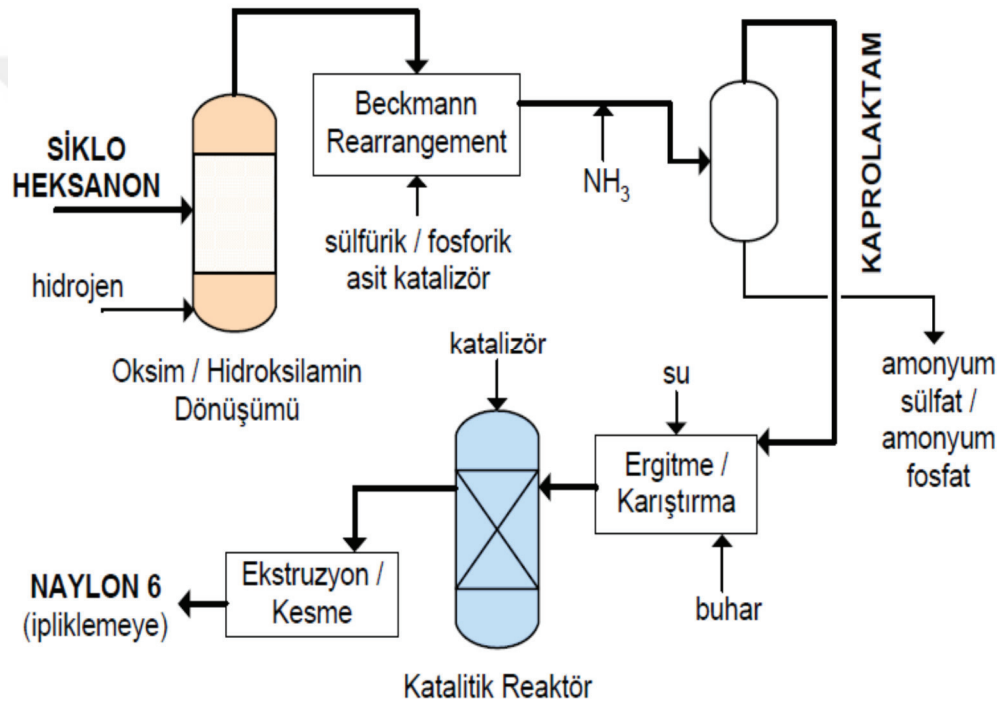 SİKLO
HEKSANON
hidrojen
Oksim / Hidroksilamin
Dönüşümü
Beckmann
Rearrangement
sülfürik / fosforik
asit katalizör
NH3
KAPROLAKTAM
amonyum
sülfat /
amonyum
fosfat
su
Ergitme /
Karıştırma
buhar
katalizör
Katalitik Reaktör
Ekstruzyon /
Kesme
NAYLON 6
(ipliklemeye)